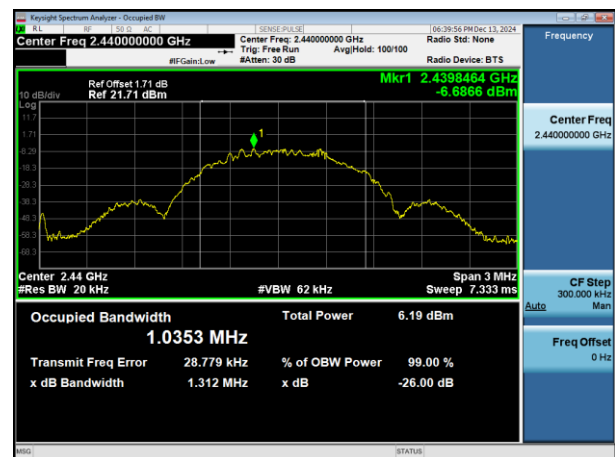 Keysight Spectrum Analyzer - Occupied BW
RL RF 50 Ω AC SENSE:PULSE 06:39:56 PM Dec 13, 2024
Center Freq 2.440000000 GHz Center Freq: 2.440000000 GHz Radio Std: None Frequency
Trig: Free Run Avg|Hold: 100/100
#IFGain:Low #Atten: 30 dB Radio Device: BTS
Mkr1 2.4398464 GHz
Ref Offset 1.71 dB
10 dB/div Ref 21.71 dBm -6.6866 dBm
Log
11.7
1
1.71
-8.29
-18.3
-28.3
-38.3
-48.3
-58.3
-68.3
Center Freq
2.440000000 GHz
Center 2.44 GHz Span 3 MHz
#Res BW 20 kHz #VBW 62 kHz Sweep 7.333 ms
CF Step
300.000 kHz
Auto Man
Occupied Bandwidth Total Power 6.19 dBm
1.0353 MHz
Transmit Freq Error 28.779 kHz % of OBW Power 99.00 %
x dB Bandwidth 1.312 MHz x dB -26.00 dB
Freq Offset
0 Hz
MSG STATUS